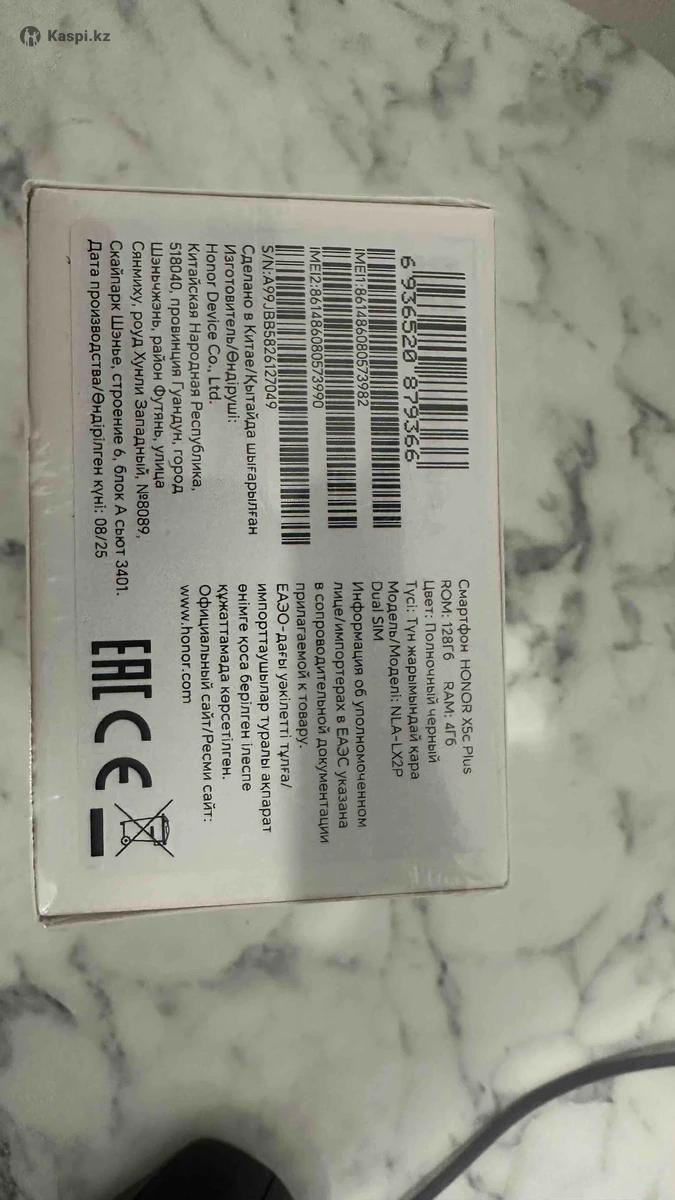 Kaspi.kz
6 936520 879366
IMEI1:861486080573982
IMEI2:861486080573990
S/N:A99JBB5826127049
Сделано в Китае/Қытайда шығарылған
Изготовитель/Өндіруші:
Honor Device Co., Ltd.
Китайская Народная Республика,
518040, провинция Гуандун, город
Шэньчжэнь, район Футянь, улица
Сянмиху, роуд Хунли Западный, №8089,
Скайпарк Шэнье, строение 6, блок А сьют 3401.
Дата производства/Өндірілген күні: 08/25
Смартфон HONOR X5c Plus
ROM: 128Гб RAM: 4Гб
Цвет: Полночный черный
Түсі: Түн жарымындай қара
Модель/Моделі: NLA-LX2P
Dual SIM
Информация об уполномоченном
лице/импортерах в ЕАЭС указана
в сопроводительной документации
прилагаемой к товару.
ЕАЭО-дағы уәкілетті тұлға/
импорттаушылар туралы ақпарат
өнімге қоса берілген ілеспе
құжаттамада көрсетілген.
Официальный сайт/Ресми сайт:
www.honor.com
EAC CE